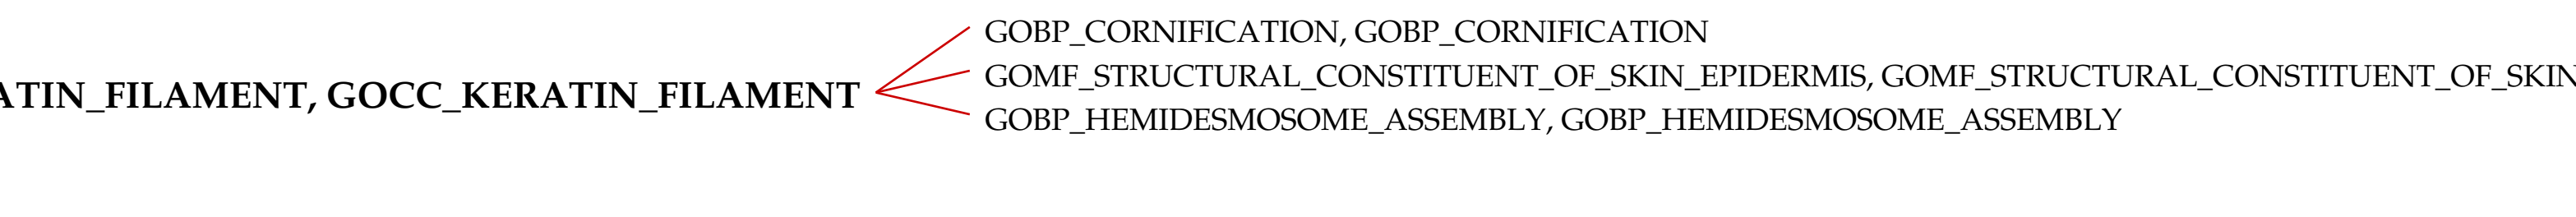 GOBP_CORNIFICATION, GOBP_CORNIFICATION
GOMF_STRUCTURAL_CONSTITUENT_OF_SKIN_EPIDERMIS, GOMF_STRUCTURAL_CONSTITUENT_OF_SKIN
ATIN_FILAMENT, GOCC_KERATIN_FILAMENT
GOBP_HEMIDESMOSOME_ASSEMBLY, GOBP_HEMIDESMOSOME_ASSEMBLY